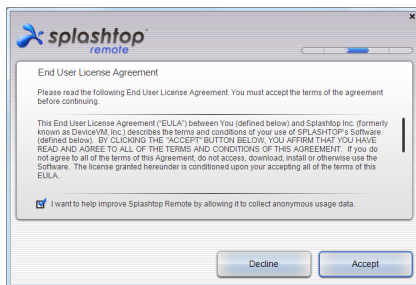 splashtop
remote
End User License Agreement
Please read the following End User License Agreement. You must accept the terms of the agreement
before continuing.
This End User License Agreement ("EULA") between You (defined below) and Splashtop Inc. (formerly
known as DeviceVM, Inc.) describes the terms and conditions of your use of SPLASHTOP's Software
(defined below). BY CLICKING THE "ACCEPT" BUTTON BELOW, YOU AFFIRM THAT YOU HAVE
READ AND AGREE TO ALL OF THE TERMS AND CONDITIONS OF THIS AGREEMENT. If you do
not agree to all of the terms of this Agreement, do not access, download, install or otherwise use the
Software. The license granted hereunder is conditioned upon your accepting all of the terms of this
EULA.
I want to help improve Splashtop Remote by allowing it to collect anonymous usage data.
Decline
Accept